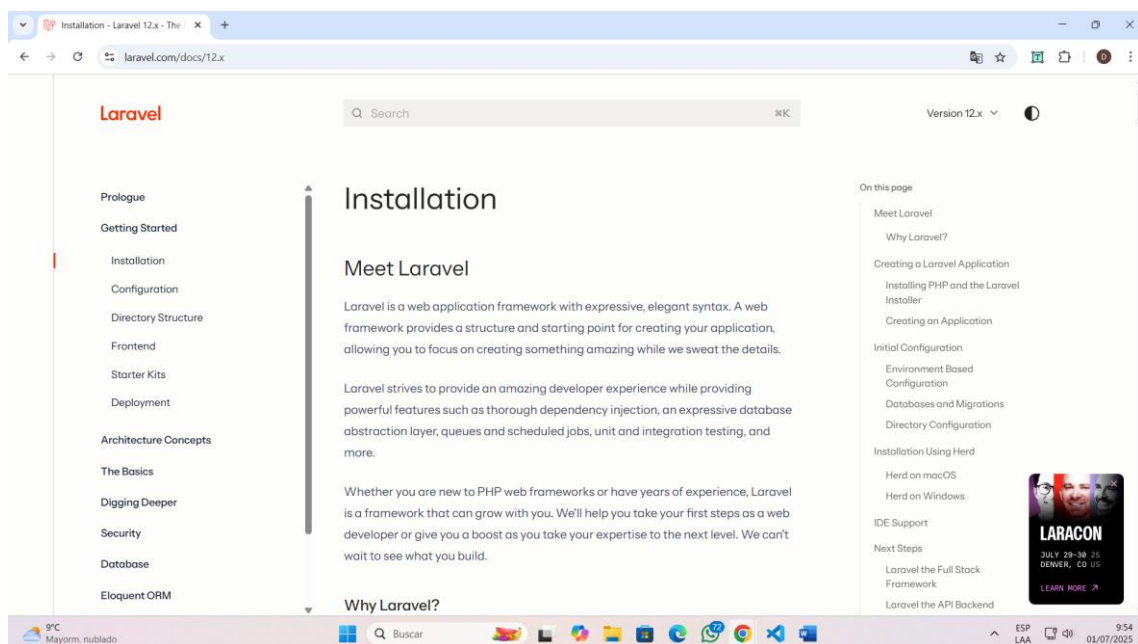 Installation - Laravel 12.x - The
laravel.com/docs/12.x
D
Laravel
Search
⌘K
Version 12.x
Prologue
Getting Started
Installation
Configuration
Directory Structure
Frontend
Starter Kits
Deployment
Architecture Concepts
The Basics
Digging Deeper
Security
Database
Eloquent ORM
Installation
Meet Laravel
Laravel is a web application framework with expressive, elegant syntax. A web
framework provides a structure and starting point for creating your application,
allowing you to focus on creating something amazing while we sweat the details.
Laravel strives to provide an amazing developer experience while providing
powerful features such as thorough dependency injection, an expressive database
abstraction layer, queues and scheduled jobs, unit and integration testing, and
more.
Whether you are new to PHP web frameworks or have years of experience, Laravel
is a framework that can grow with you. We'll help you take your first steps as a web
developer or give you a boost as you take your expertise to the next level. We can't
wait to see what you build.
Why Laravel?
On this page
Meet Laravel
Why Laravel?
Creating a Laravel Application
Installing PHP and the Laravel
Installer
Creating an Application
Initial Configuration
Environment Based
Configuration
Databases and Migrations
Directory Configuration
Installation Using Herd
Herd on macOS
Herd on Windows
IDE Support
Next Steps
Laravel the Full Stack
Framework
Laravel the API Backend
LARACON
JULY 29-30 25
DENVER, CO US
LEARN MORE
9°C
Mayorm. nublado
Buscar
72
ESP
LAA
9:54
01/07/2025